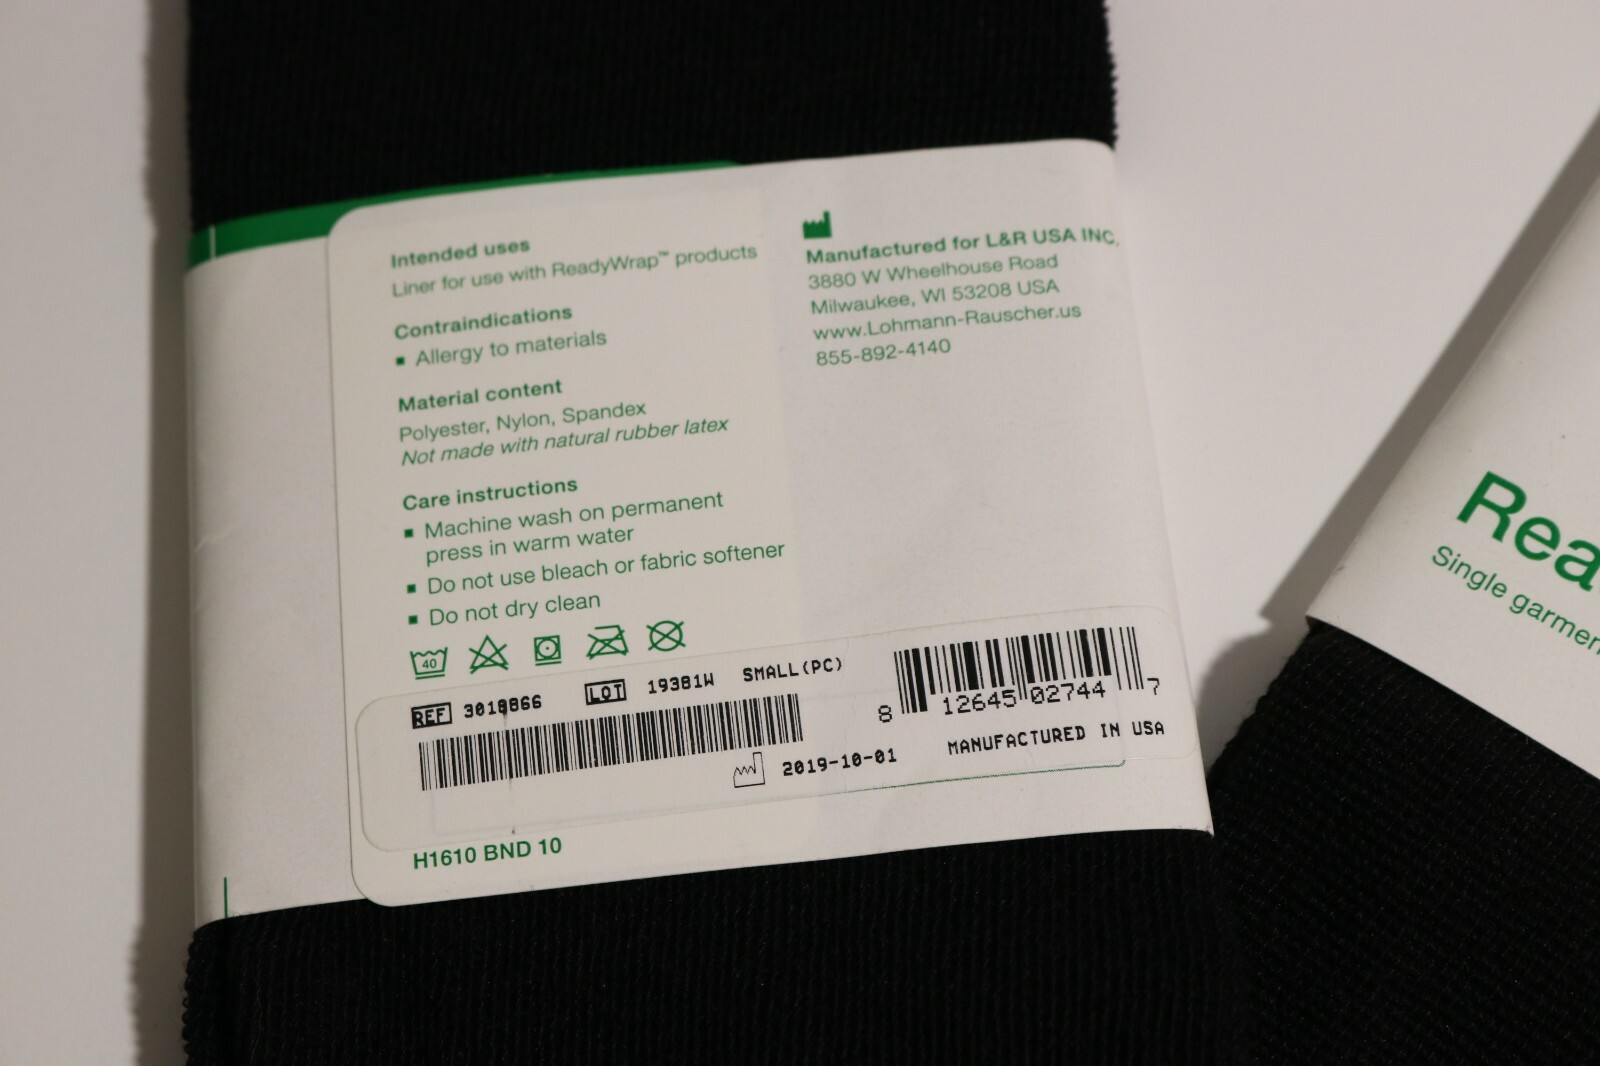 Intended uses
Liner for use with ReadyWrap™ products
Contraindications
▪ Allergy to materials
Material content
Polyester, Nylon, Spandex
Not made with natural rubber latex
Care instructions
▪ Machine wash on permanent
press in warm water
▪ Do not use bleach or fabric softener
▪ Do not dry clean
40
Manufactured for L&R USA INC.
3880 W Wheelhouse Road
Milwaukee, WI 53208 USA
www.Lohmann-Rauscher.us
855-892-4140
REF 3018866 LOT 19381W SMALL(PC)
8 12645 02744 7
2019-10-01 MANUFACTURED IN USA
H1610 BND 10
Rea
Single garmen